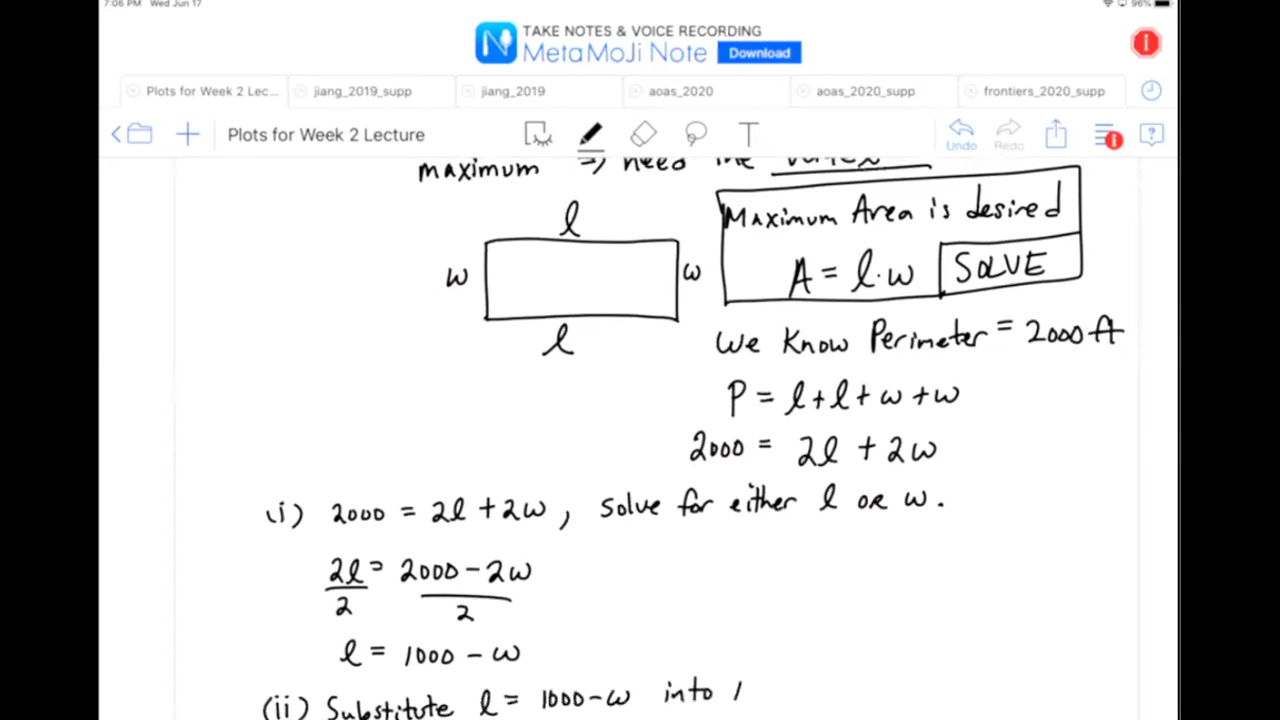 7:06 PM Wed Jun 17
96%
TAKE NOTES & VOICE RECORDING
MetaMoJi Note Download
Plots for Week 2 Lec... jiang_2019_supp jiang_2019 aoas_2020 aoas_2020_supp frontiers_2020_supp
Plots for Week 2 Lecture T Undo Redo
maximum => need the vertex
l
w w
l
Maximum Area is desired
A = l·w SOLVE
We Know Perimeter = 2000 ft
P = l+l+w+w
2000 = 2l + 2w
(i) 2000 = 2l + 2w, solve for either l or w.
2l = 2000 - 2w
2 2
l = 1000 - w
(ii) Substitute l = 1000-w into